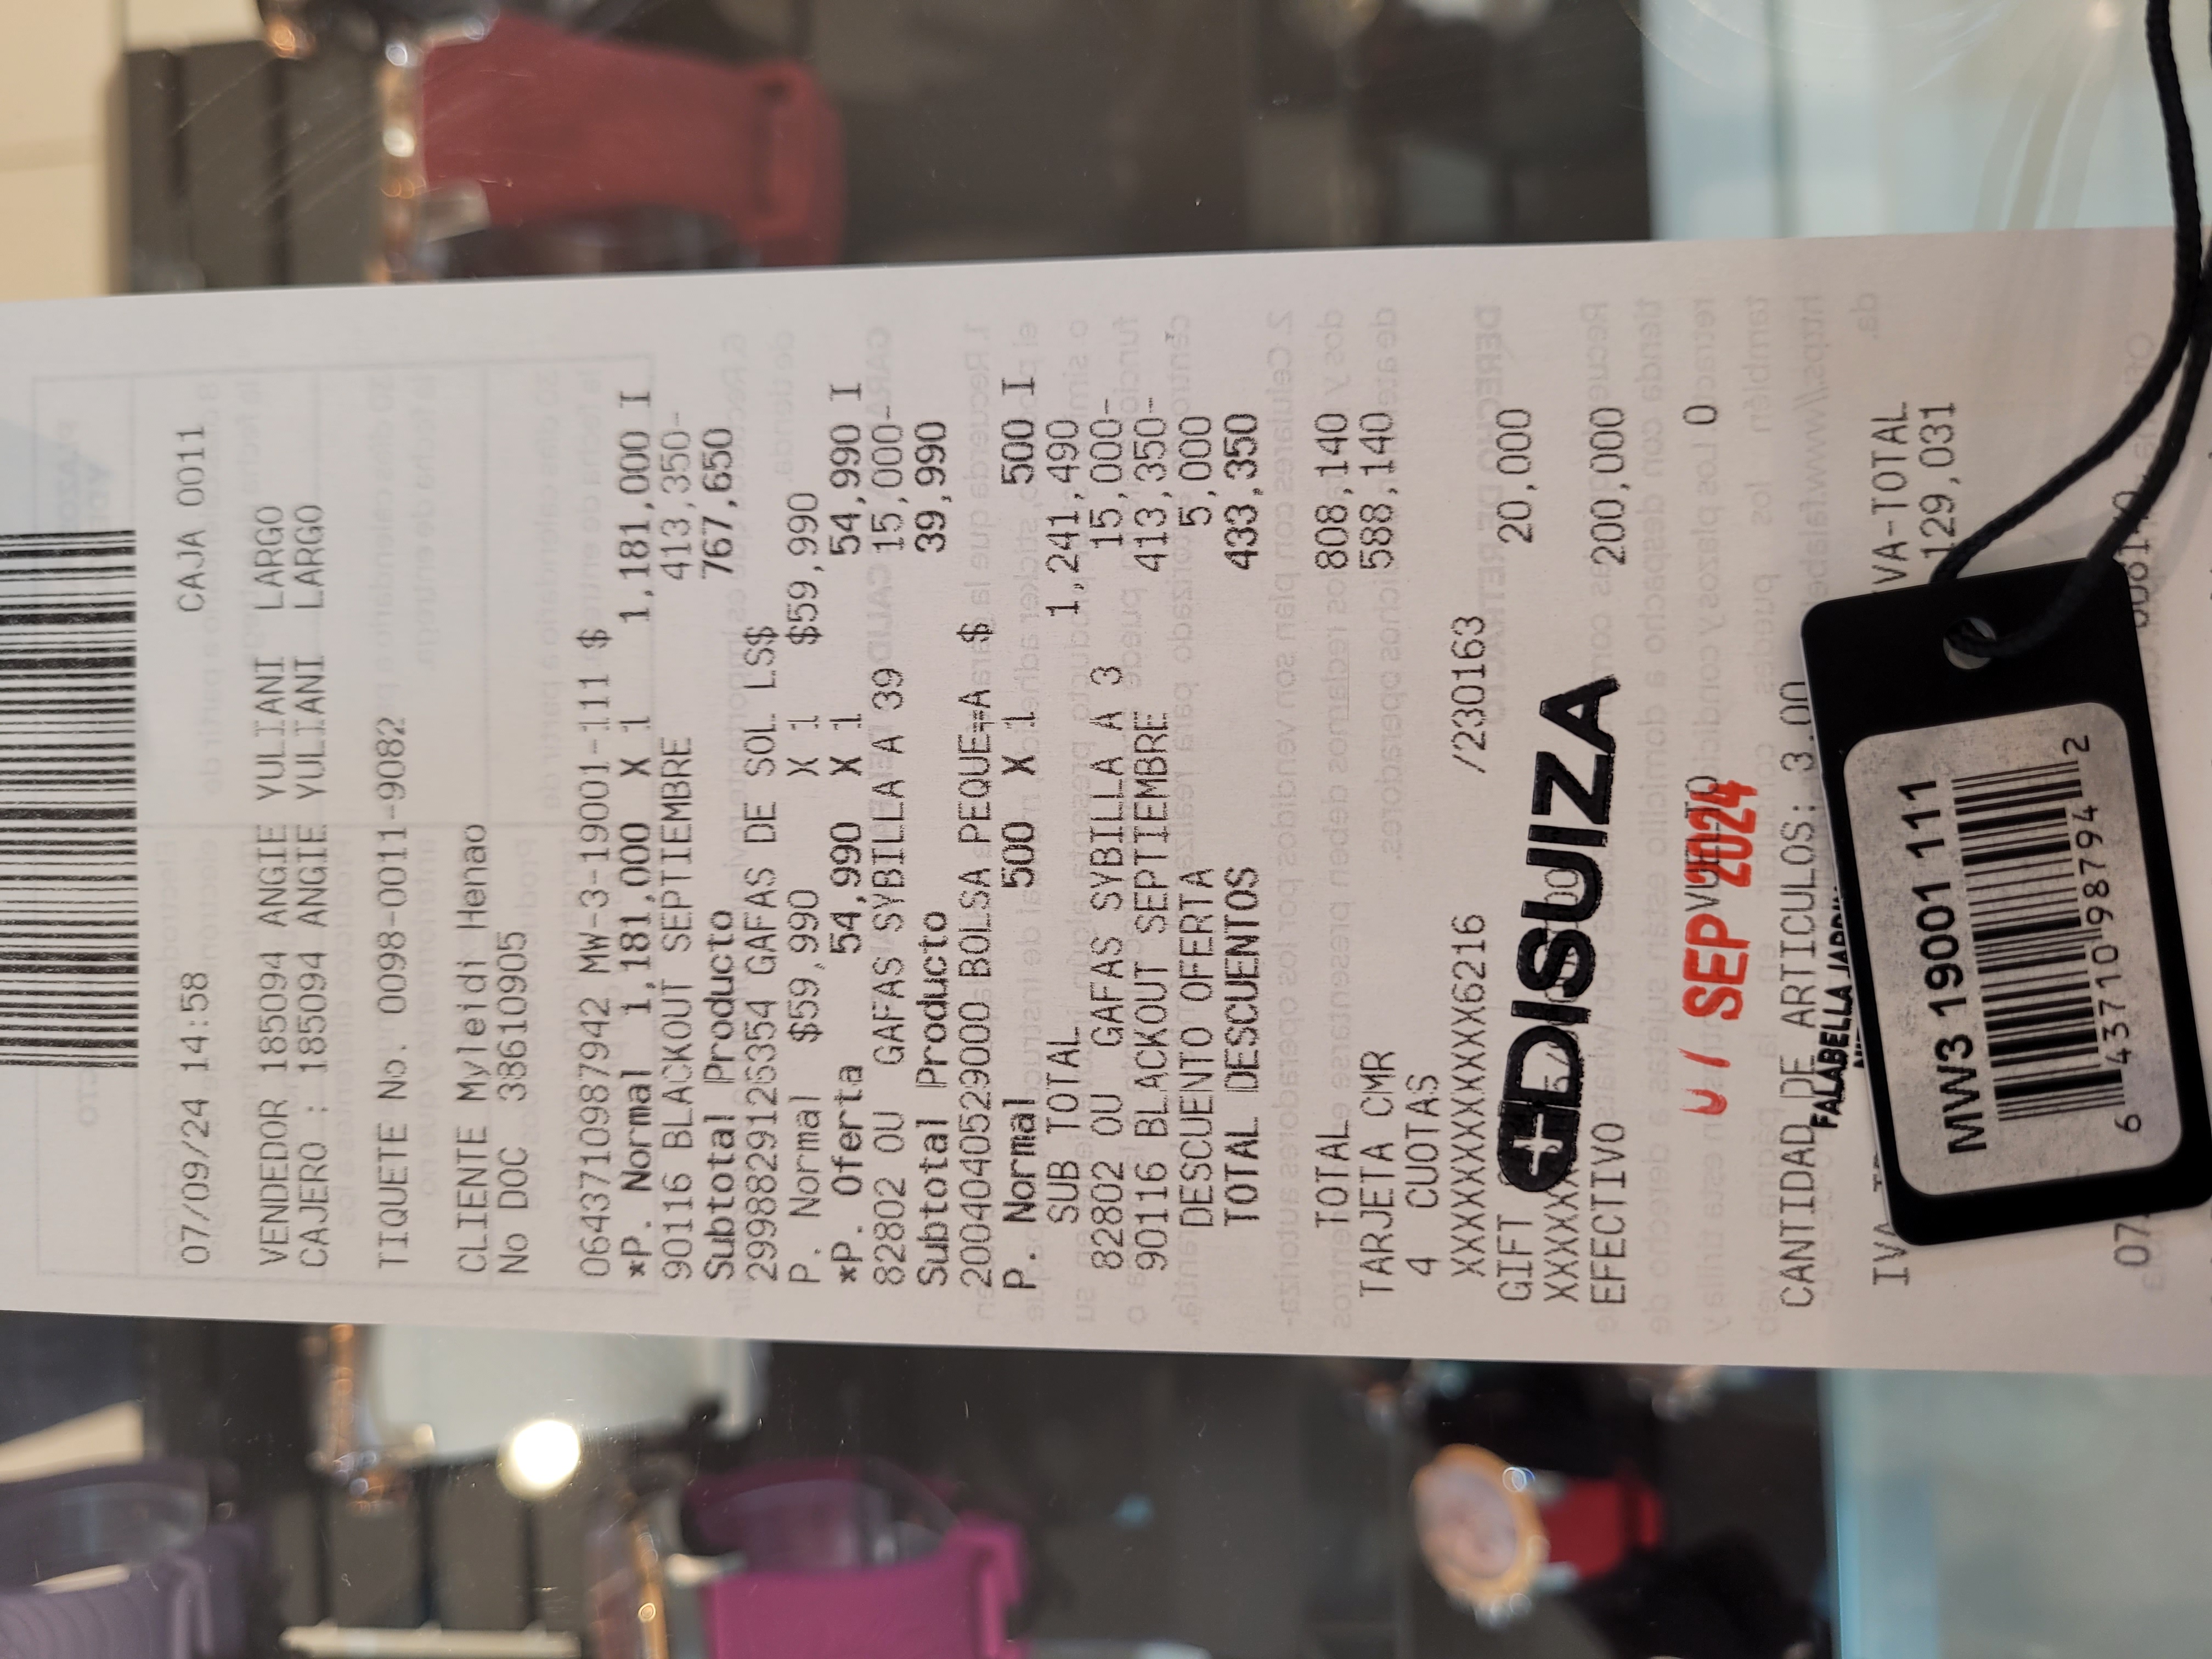 07/09/24 14:58 CAJA 0011
VENDEDOR 185094 ANGIE YULIANI LARGO
CAJERO : 185094 ANGIE YULIANI LARGO
TIQUETE No. 0098-0011-9082
CLIENTE Myleidi Henao
No DOC 38610905
0643710987942 MW-3-19001-111 $
*P. Normal 1,181,000 X 1 1,181,000 I
90116 BLACKOUT SEPTIEMBRE 413,350-
Subtotal Producto 767,650
2998829126354 GAFAS DE SOL LS$
P. Normal $59,990 X 1 $59,990
*P. Oferta 54,990 X 1 54,990 I
82802 OU GAFAS SYBILLA A 39 15,000-
Subtotal Producto 39,990
2004040529000 BOLSA PEQUE==A $
P. Normal 500 X 1 500 I
SUB TOTAL 1,241,490
82802 OU GAFAS SYBILLA A 3 15,000-
90116 BLACKOUT SEPTIEMBRE 413,350-
DESCUENTO OFERTA 5,000
TOTAL DESCUENTOS 433,350
TOTAL 808,140
TARJETA CMR 588,140
4 CUOTAS
XXXXXXXXXXXXXXX6216 /230163
GIFT 20,000
DISUIZA
EFECTIVO 200,000
VUELTO 0
SEP 2024
CANTIDAD DE ARTICULOS: 3.00
FALABELLA
IVA VA-TOTAL
129,031
MW3 19001 111
6 43710 98794 2